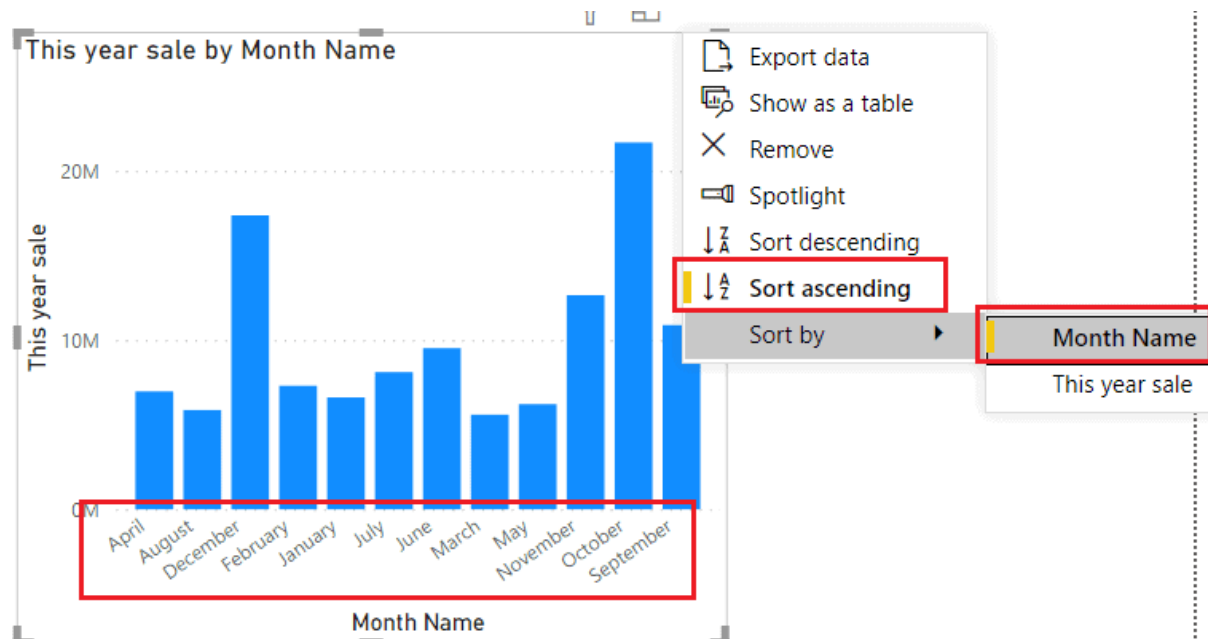 This year sale by Month Name
20M
10M
0M
This year sale
April August December February January July June March May November October September
Month Name
Export data
Show as a table
Remove
Spotlight
Sort descending
Sort ascending
Sort by
Month Name
This year sale